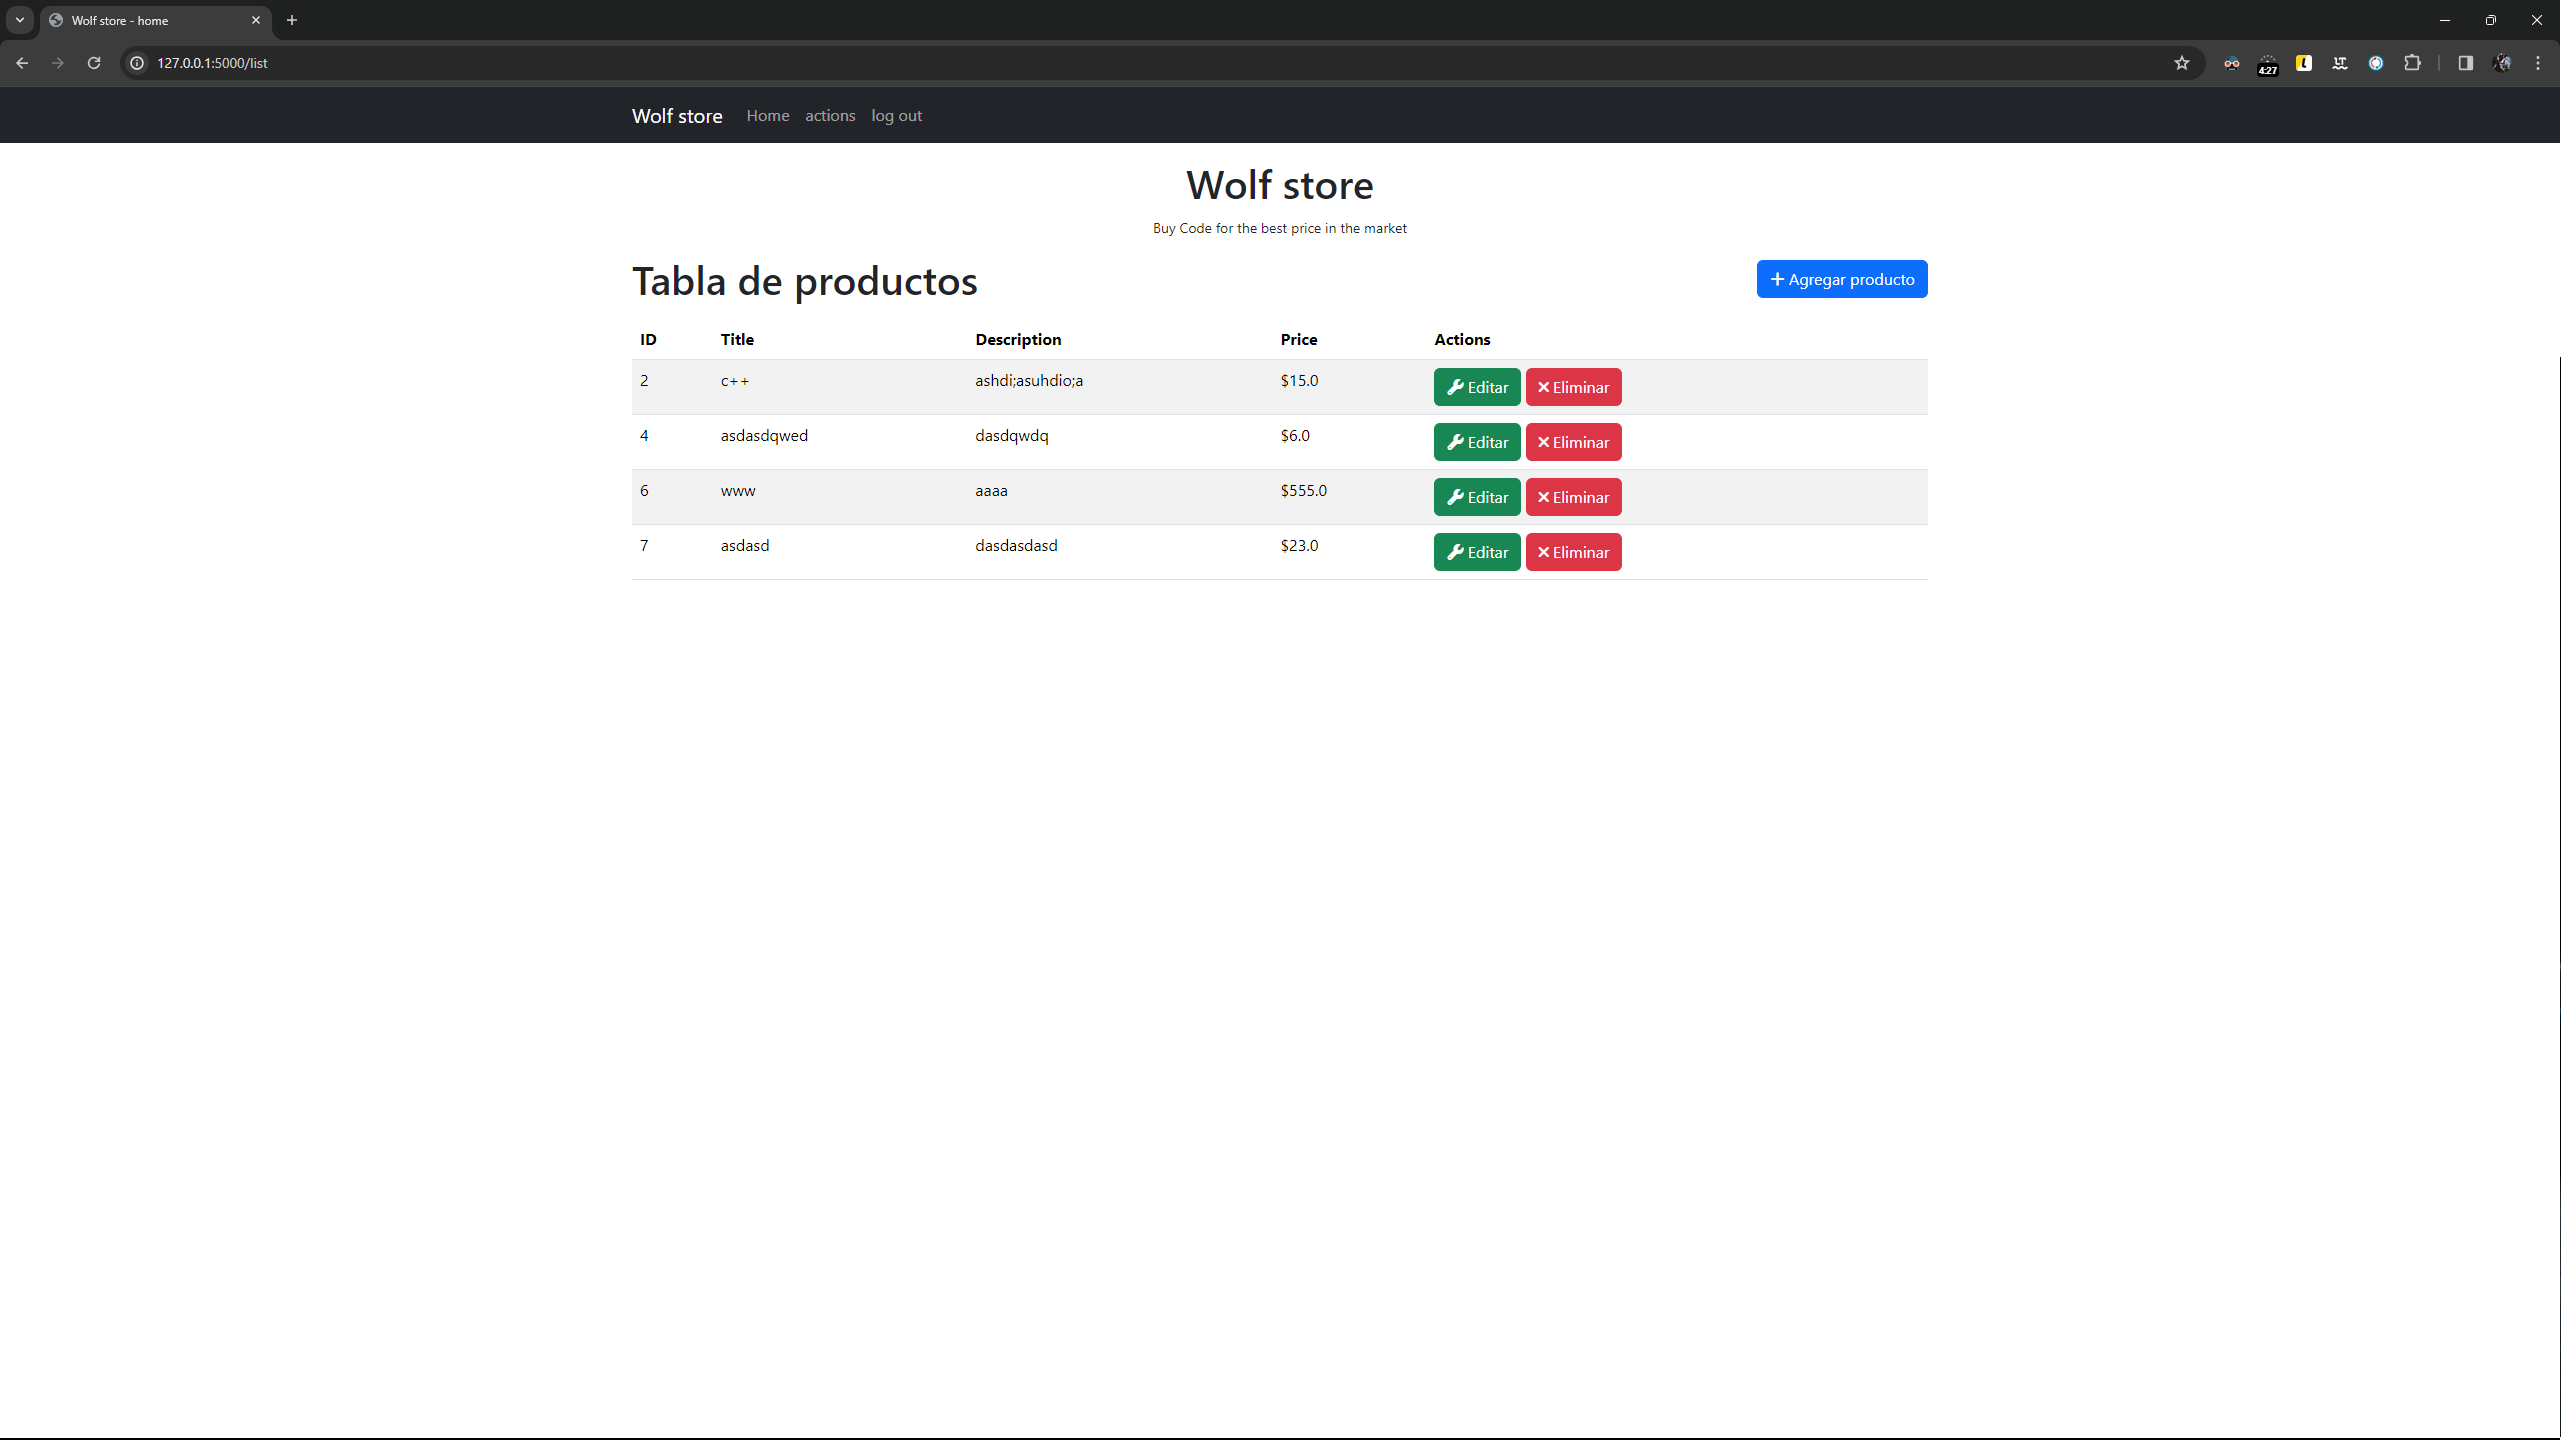 Wolf store - home
127.0.0.1:5000/list
4:27
Wolf store Home actions log out
Wolf store
Buy Code for the best price in the market
Tabla de productos
Agregar producto
ID Title Description Price Actions
2 c++ ashdi;asuhdio;a $15.0 Editar Eliminar
4 asdasdqwed dasdqwdq $6.0 Editar Eliminar
6 www aaaa $555.0 Editar Eliminar
7 asdasd dasdasdasd $23.0 Editar Eliminar